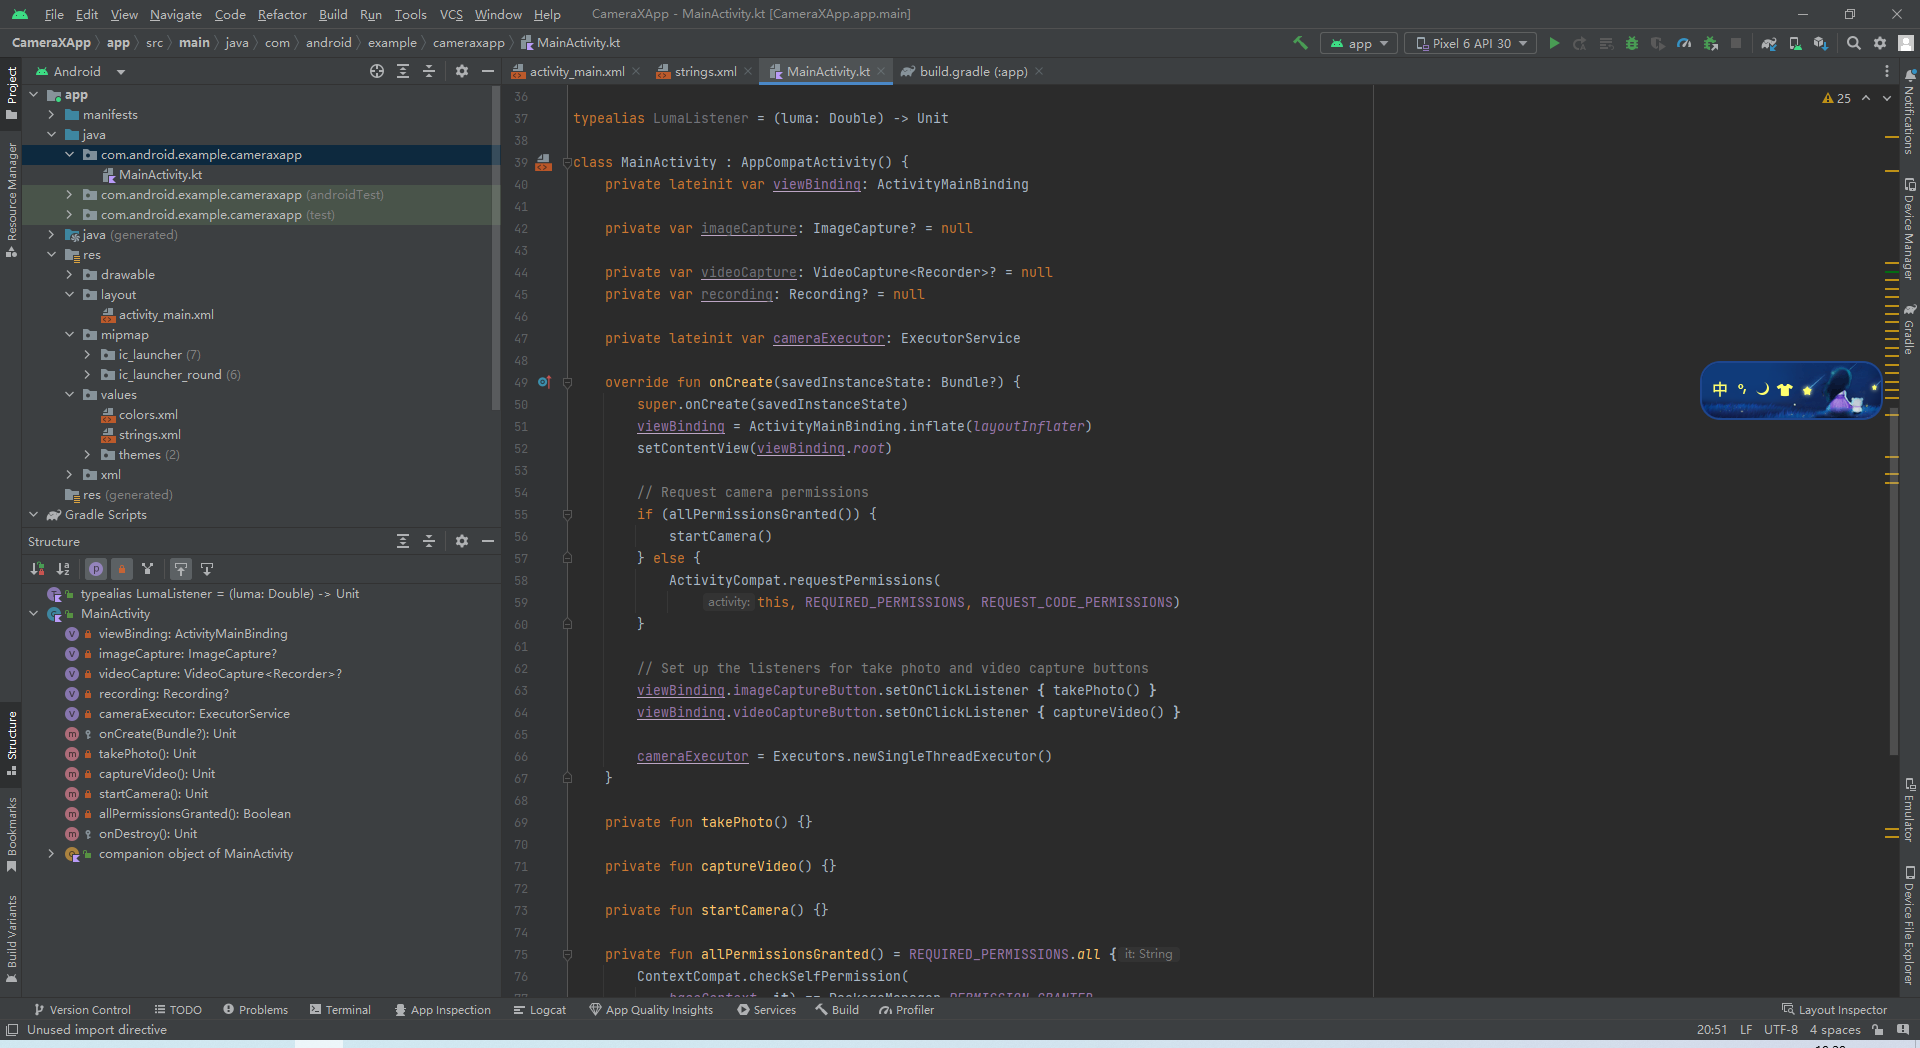 File Edit View Navigate Code Refactor Build Run Tools VCS Window Help CameraXApp - MainActivity.kt [CameraXApp.app.main]
CameraXApp app src main java com android example cameraxapp MainActivity.kt app Pixel 6 API 30
Android
activity_main.xml strings.xml MainActivity.kt build.gradle (:app)
Project
Resource Manager
Structure
Bookmarks
Build Variants
app
manifests
java
com.android.example.cameraxapp
MainActivity.kt
com.android.example.cameraxapp (androidTest)
com.android.example.cameraxapp (test)
java (generated)
res
drawable
layout
activity_main.xml
mipmap
ic_launcher (7)
ic_launcher_round (6)
values
colors.xml
strings.xml
themes (2)
xml
res (generated)
Gradle Scripts
Structure
typealias LumaListener = (luma: Double) -> Unit
MainActivity
viewBinding: ActivityMainBinding
imageCapture: ImageCapture?
videoCapture: VideoCapture<Recorder>?
recording: Recording?
cameraExecutor: ExecutorService
onCreate(Bundle?): Unit
takePhoto(): Unit
captureVideo(): Unit
startCamera(): Unit
allPermissionsGranted(): Boolean
onDestroy(): Unit
companion object of MainActivity
25
36
37 typealias LumaListener = (luma: Double) -> Unit
38
39 class MainActivity : AppCompatActivity() {
40 private lateinit var viewBinding: ActivityMainBinding
41
42 private var imageCapture: ImageCapture? = null
43
44 private var videoCapture: VideoCapture<Recorder>? = null
45 private var recording: Recording? = null
46
47 private lateinit var cameraExecutor: ExecutorService
48
49 override fun onCreate(savedInstanceState: Bundle?) {
50 super.onCreate(savedInstanceState)
51 viewBinding = ActivityMainBinding.inflate(layoutInflater)
52 setContentView(viewBinding.root)
53
54 // Request camera permissions
55 if (allPermissionsGranted()) {
56 startCamera()
57 } else {
58 ActivityCompat.requestPermissions(
59 activity: this, REQUIRED_PERMISSIONS, REQUEST_CODE_PERMISSIONS)
60 }
61
62 // Set up the listeners for take photo and video capture buttons
63 viewBinding.imageCaptureButton.setOnClickListener { takePhoto() }
64 viewBinding.videoCaptureButton.setOnClickListener { captureVideo() }
65
66 cameraExecutor = Executors.newSingleThreadExecutor()
67 }
68
69 private fun takePhoto() {}
70
71 private fun captureVideo() {}
72
73 private fun startCamera() {}
74
75 private fun allPermissionsGranted() = REQUIRED_PERMISSIONS.all { it: String
76 ContextCompat.checkSelfPermission(
中
Notifications
Device Manager
Gradle
Emulator
Device File Explorer
Version Control TODO Problems Terminal App Inspection Logcat App Quality Insights Services Build Profiler Layout Inspector
Unused import directive 20:51 LF UTF-8 4 spaces